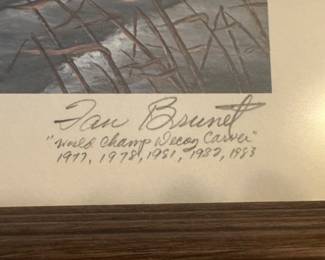 Tan Brunet
"World Champ Decoy Carver"
1977, 1978, 1981, 1982, 1983